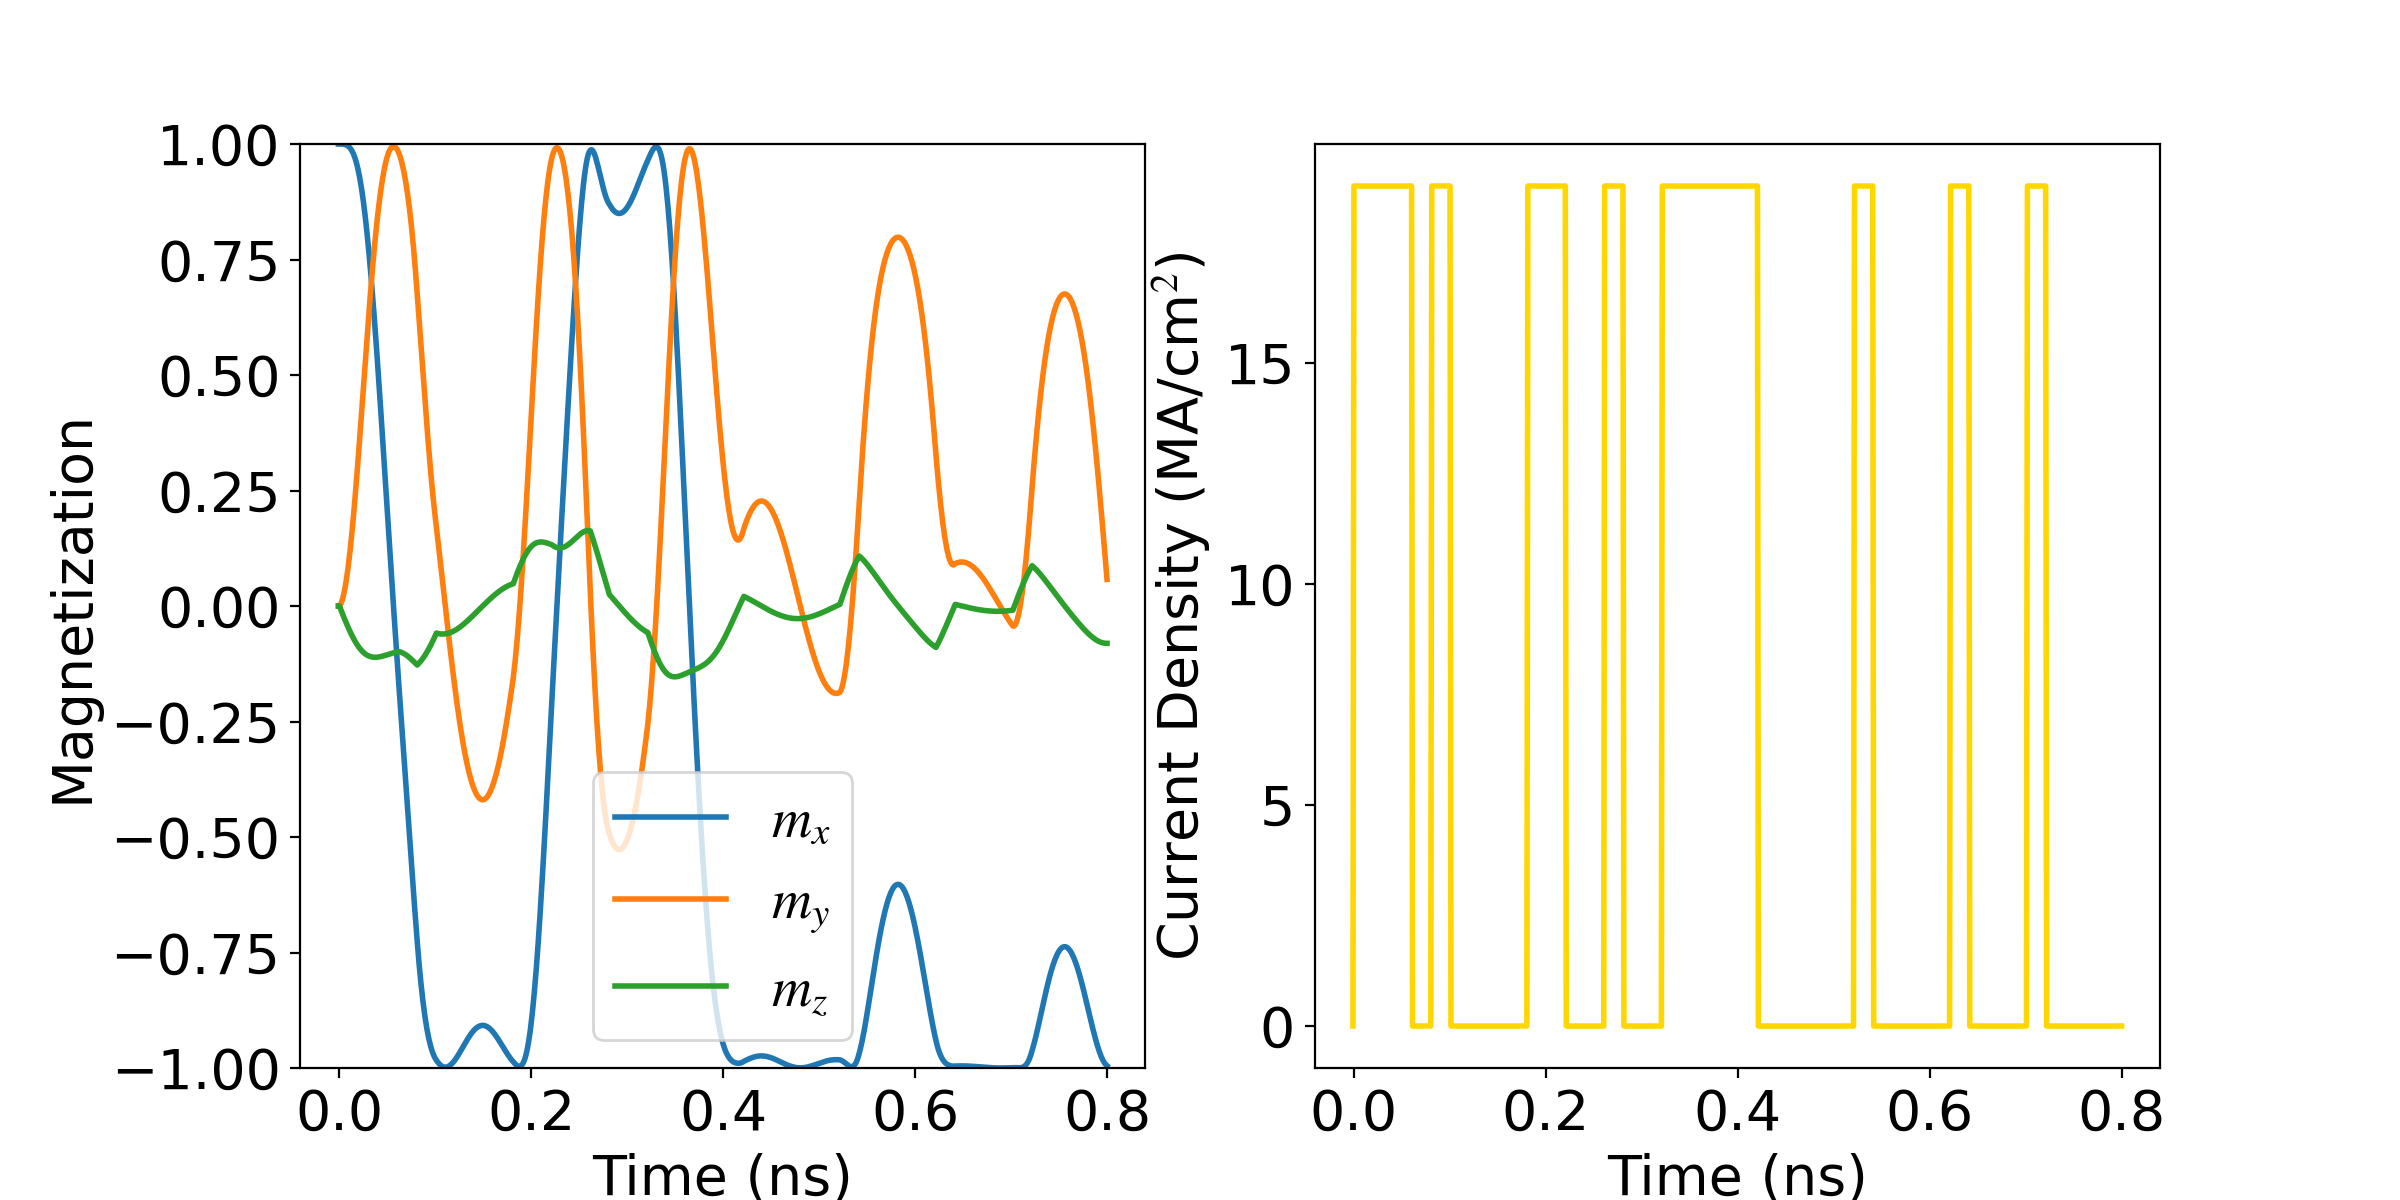 1.00
0.75
0.50
0.25
0.00
−0.25
−0.50
−0.75
−1.00
Magnetization
0.0 0.2 0.4 0.6 0.8
Time (ns)
m_x
m_y
m_z
Current Density (MA/cm²)
15
10
5
0
0.0 0.2 0.4 0.6 0.8
Time (ns)